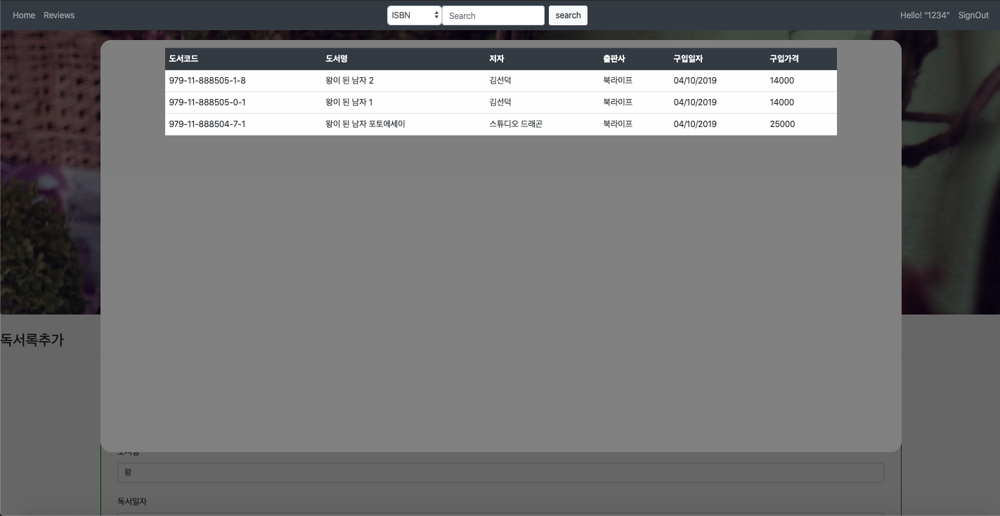 Home Reviews ISBN Search search Hello! "1234" SignOut
도서코드 도서명 저자 출판사 구입일자 구입가격
979-11-888505-1-8 왕이 된 남자 2 김선덕 북라이프 04/10/2019 14000
979-11-888505-0-1 왕이 된 남자 1 김선덕 북라이프 04/10/2019 14000
979-11-888504-7-1 왕이 된 남자 포토에세이 스튜디오 드래곤 북라이프 04/10/2019 25000
독서록추가
도서명
왕
독서일자